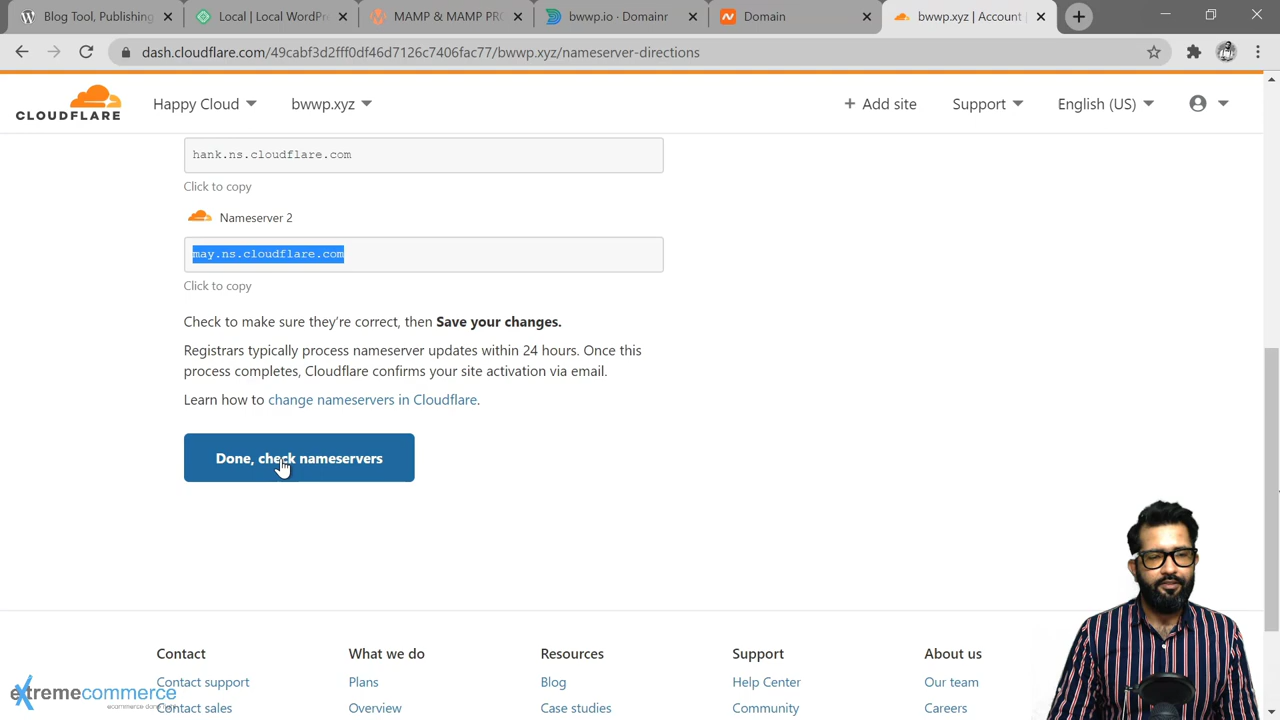 Blog Tool, Publishing
Local | Local WordPr
MAMP & MAMP PRO
bwwp.io · Domainr
Domain
bwwp.xyz | Account
dash.cloudflare.com/49cabf3d2fff0df46d7126c7406fac77/bwwp.xyz/nameserver-directions
CLOUDFLARE
Happy Cloud
bwwp.xyz
+ Add site
Support
English (US)
hank.ns.cloudflare.com
Click to copy
Nameserver 2
may.ns.cloudflare.com
Click to copy
Check to make sure they're correct, then Save your changes.
Registrars typically process nameserver updates within 24 hours. Once this
process completes, Cloudflare confirms your site activation via email.
Learn how to change nameservers in Cloudflare.
Done, check nameservers
Contact
What we do
Resources
Support
About us
Contact support
Plans
Blog
Help Center
Our team
extremecommerce
Contact sales
Overview
Case studies
Community
Careers